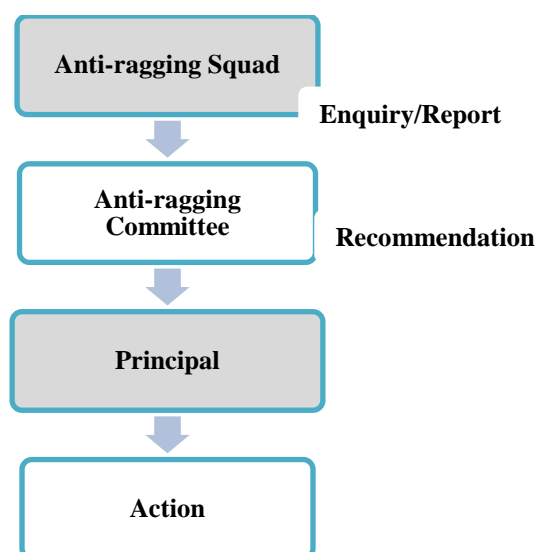 Anti-ragging Squad
Enquiry/Report
Anti-ragging
Committee
Recommendation
Principal
Action